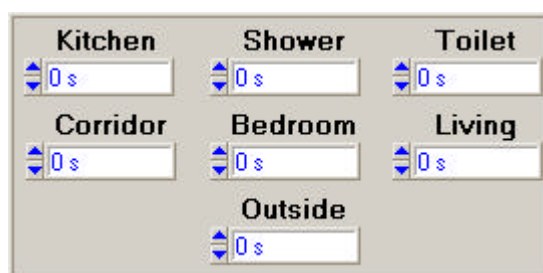 Kitchen Shower Toilet
0 s 0 s 0 s
Corridor Bedroom Living
0 s 0 s 0 s
Outside
0 s